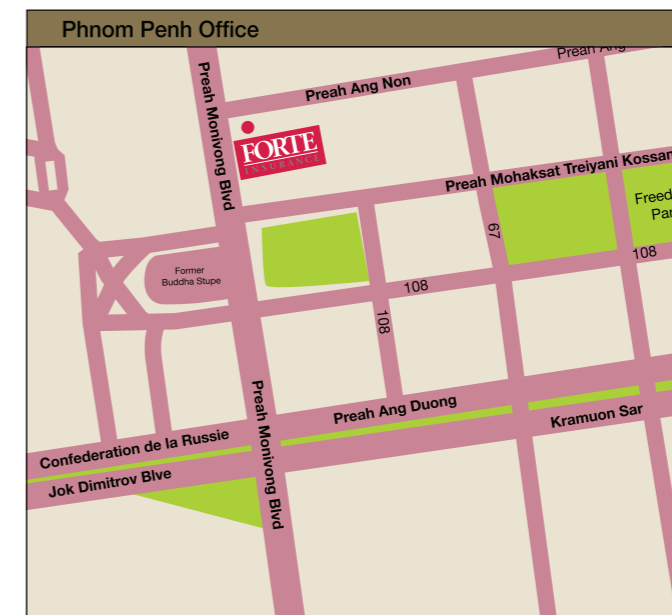 Phnom Penh Office
Preah Ang
Preah Ang Non
Preah Monivong Blvd
FORTE
INSURANCE
Preah Mohaksat Treiyani Kossam
67
Freed
Par
108
Former
Buddha Stupe
108
108
Preah Ang Duong
Kramuon Sar
Confederation de la Russie
Jok Dimitrov Blve
Preah Monivong Blvd